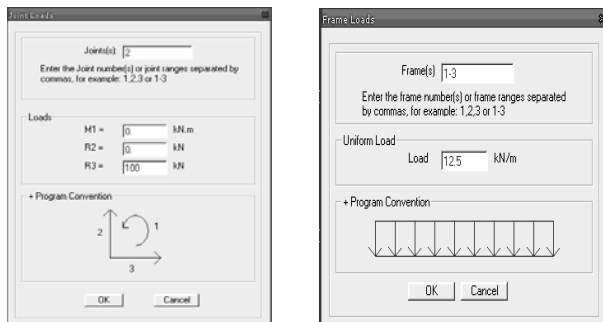 Joint Loads
Joints(s): 2
Enter the Joint number(s) or joint ranges separated by
commas, for example: 1,2,3 or 1-3
Loads
M1 = 0. kN.m
R2 = 0. kN
R3 = 100 kN
+ Program Convention
2
1
3
OK Cancel
Frame Loads
Frame(s) 1-3
Enter the frame number(s) or frame ranges separated
by commas, for example: 1,2,3 or 1-3
Uniform Load
Load 12.5 kN/m
+ Program Convention
OK Cancel